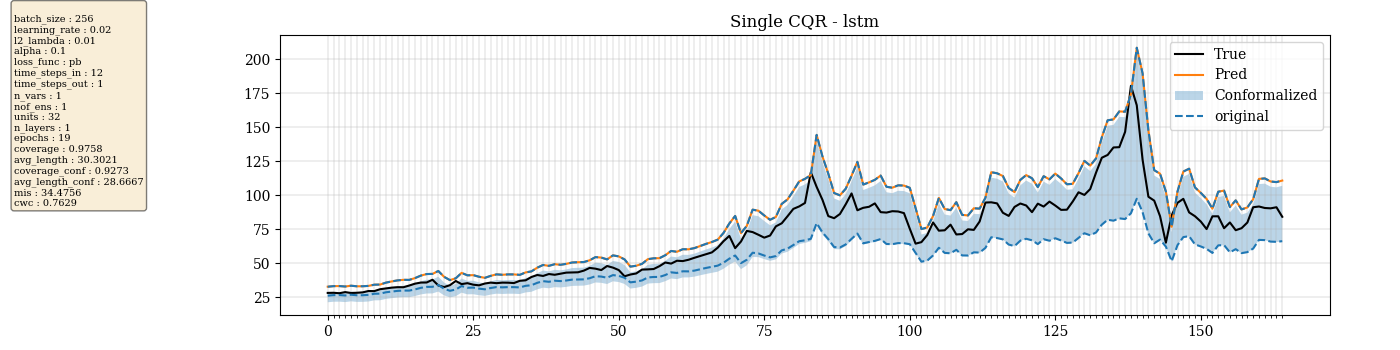 batch_size : 256
learning_rate : 0.02
l2_lambda : 0.01
alpha : 0.1
loss_func : pb
time_steps_in : 12
time_steps_out : 1
n_vars : 1
nof_ens : 1
units : 32
n_layers : 1
epochs : 19
coverage : 0.9758
avg_length : 30.3021
coverage_conf : 0.9273
avg_length_conf : 28.6667
mis : 34.4756
cwc : 0.7629
Single CQR - lstm
200
175
150
125
100
75
50
25
True
Pred
Conformalized
original
0 25 50 75 100 125 150